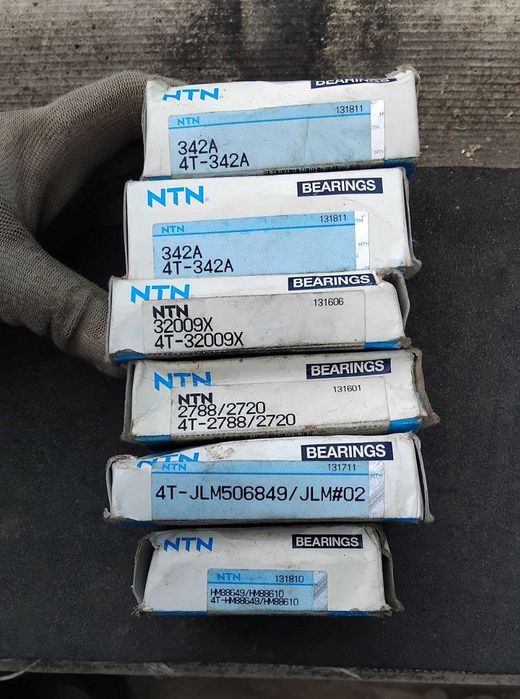 NTN
BEARINGS
NTN 131811
342A
4T-342A
NTN
BEARINGS
NTN 131811
342A
4T-342A
NTN
BEARINGS
NTN 131606
32009X
4T-32009X
NTN
BEARINGS
NTN 131601
2788/2720
4T-2788/2720
NTN
BEARINGS
NTN 131711
4T-JLM506849/JLM#02
NTN
BEARINGS
NTN 131810
HM88649/HM88610
4T-HM88649/HM88610